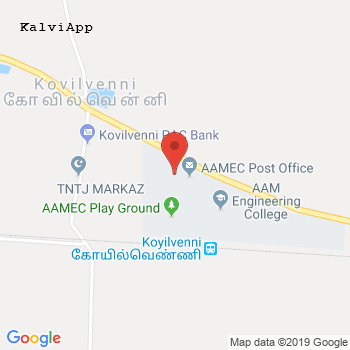 KalviApp
Kovilvenni
கோவில்வென்னி
Kovilvenni Bank
AAMEC Post Office
TNTJ MARKAZ
AAM
Engineering
College
AAMEC Play Ground
Koyilvenni
கோயில்வெண்ணி
Google
Map data ©2019 Google